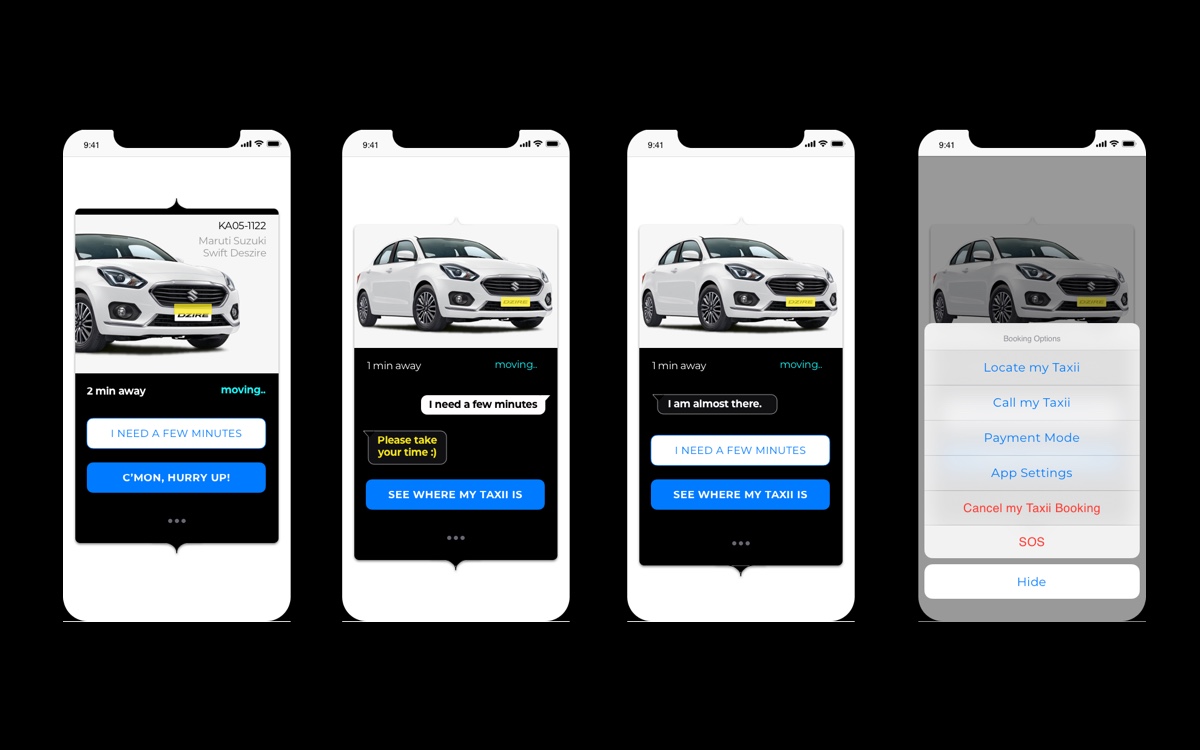 9:41
KA05-1122
Maruti Suzuki
Swift Deszire
DZIRE
2 min away
moving..
I NEED A FEW MINUTES
C'MON, HURRY UP!
9:41
DZIRE
1 min away
moving..
I need a few minutes
Please take
your time :)
SEE WHERE MY TAXII IS
9:41
DZIRE
1 min away
moving..
I am almost there.
I NEED A FEW MINUTES
SEE WHERE MY TAXII IS
9:41
DZIRE
Booking Options
Locate my Taxii
Call my Taxii
Payment Mode
App Settings
Cancel my Taxii Booking
SOS
Hide